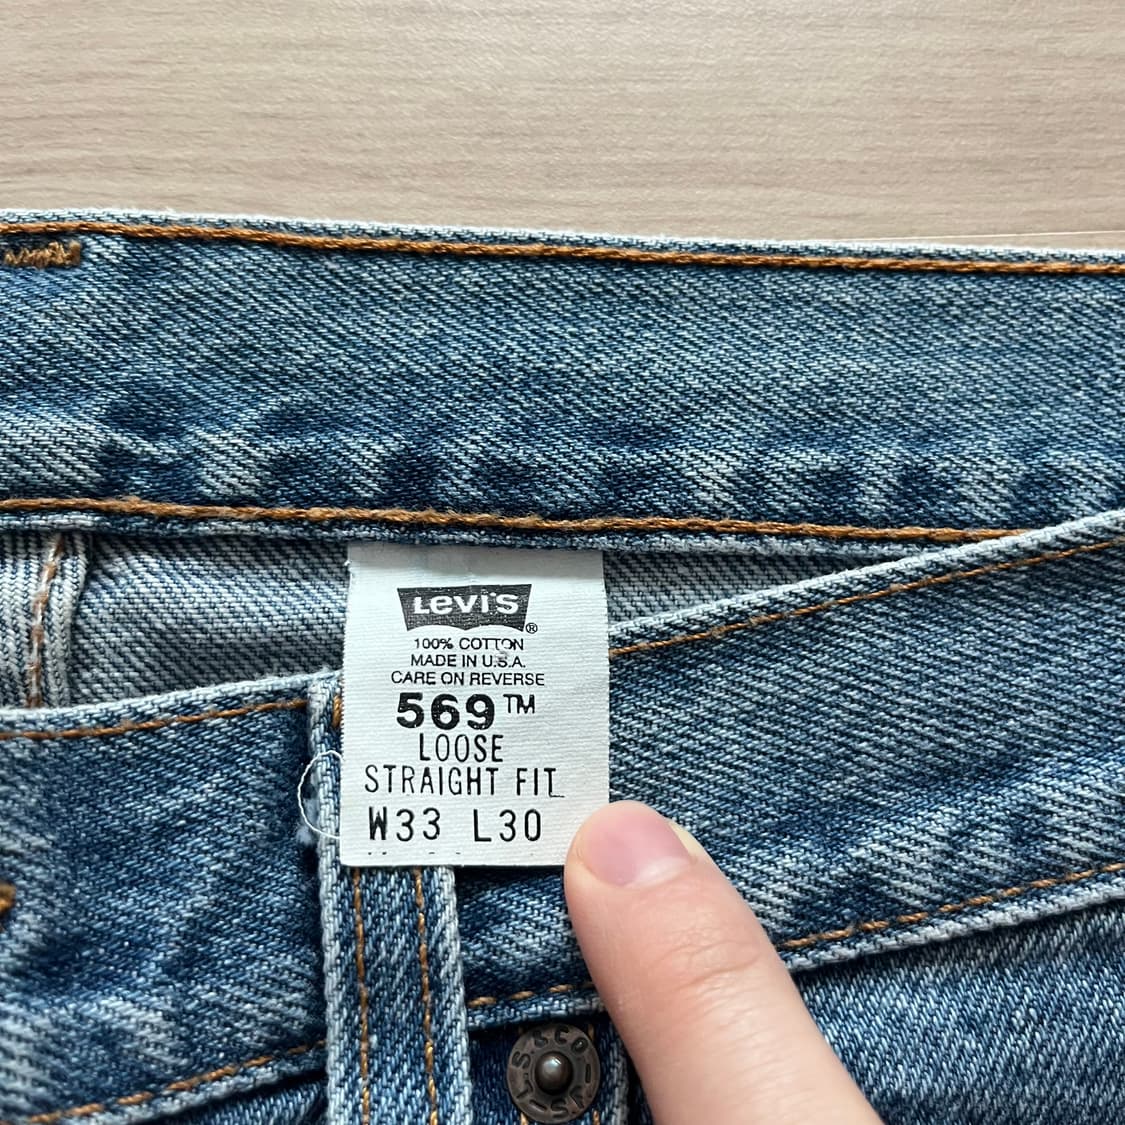 Levi's®
100% COTTON
MADE IN U.S.A.
CARE ON REVERSE
569™
LOOSE
STRAIGHT FIT
W33 L30